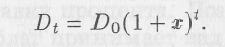 D_t = D_0(1 + x)^t.